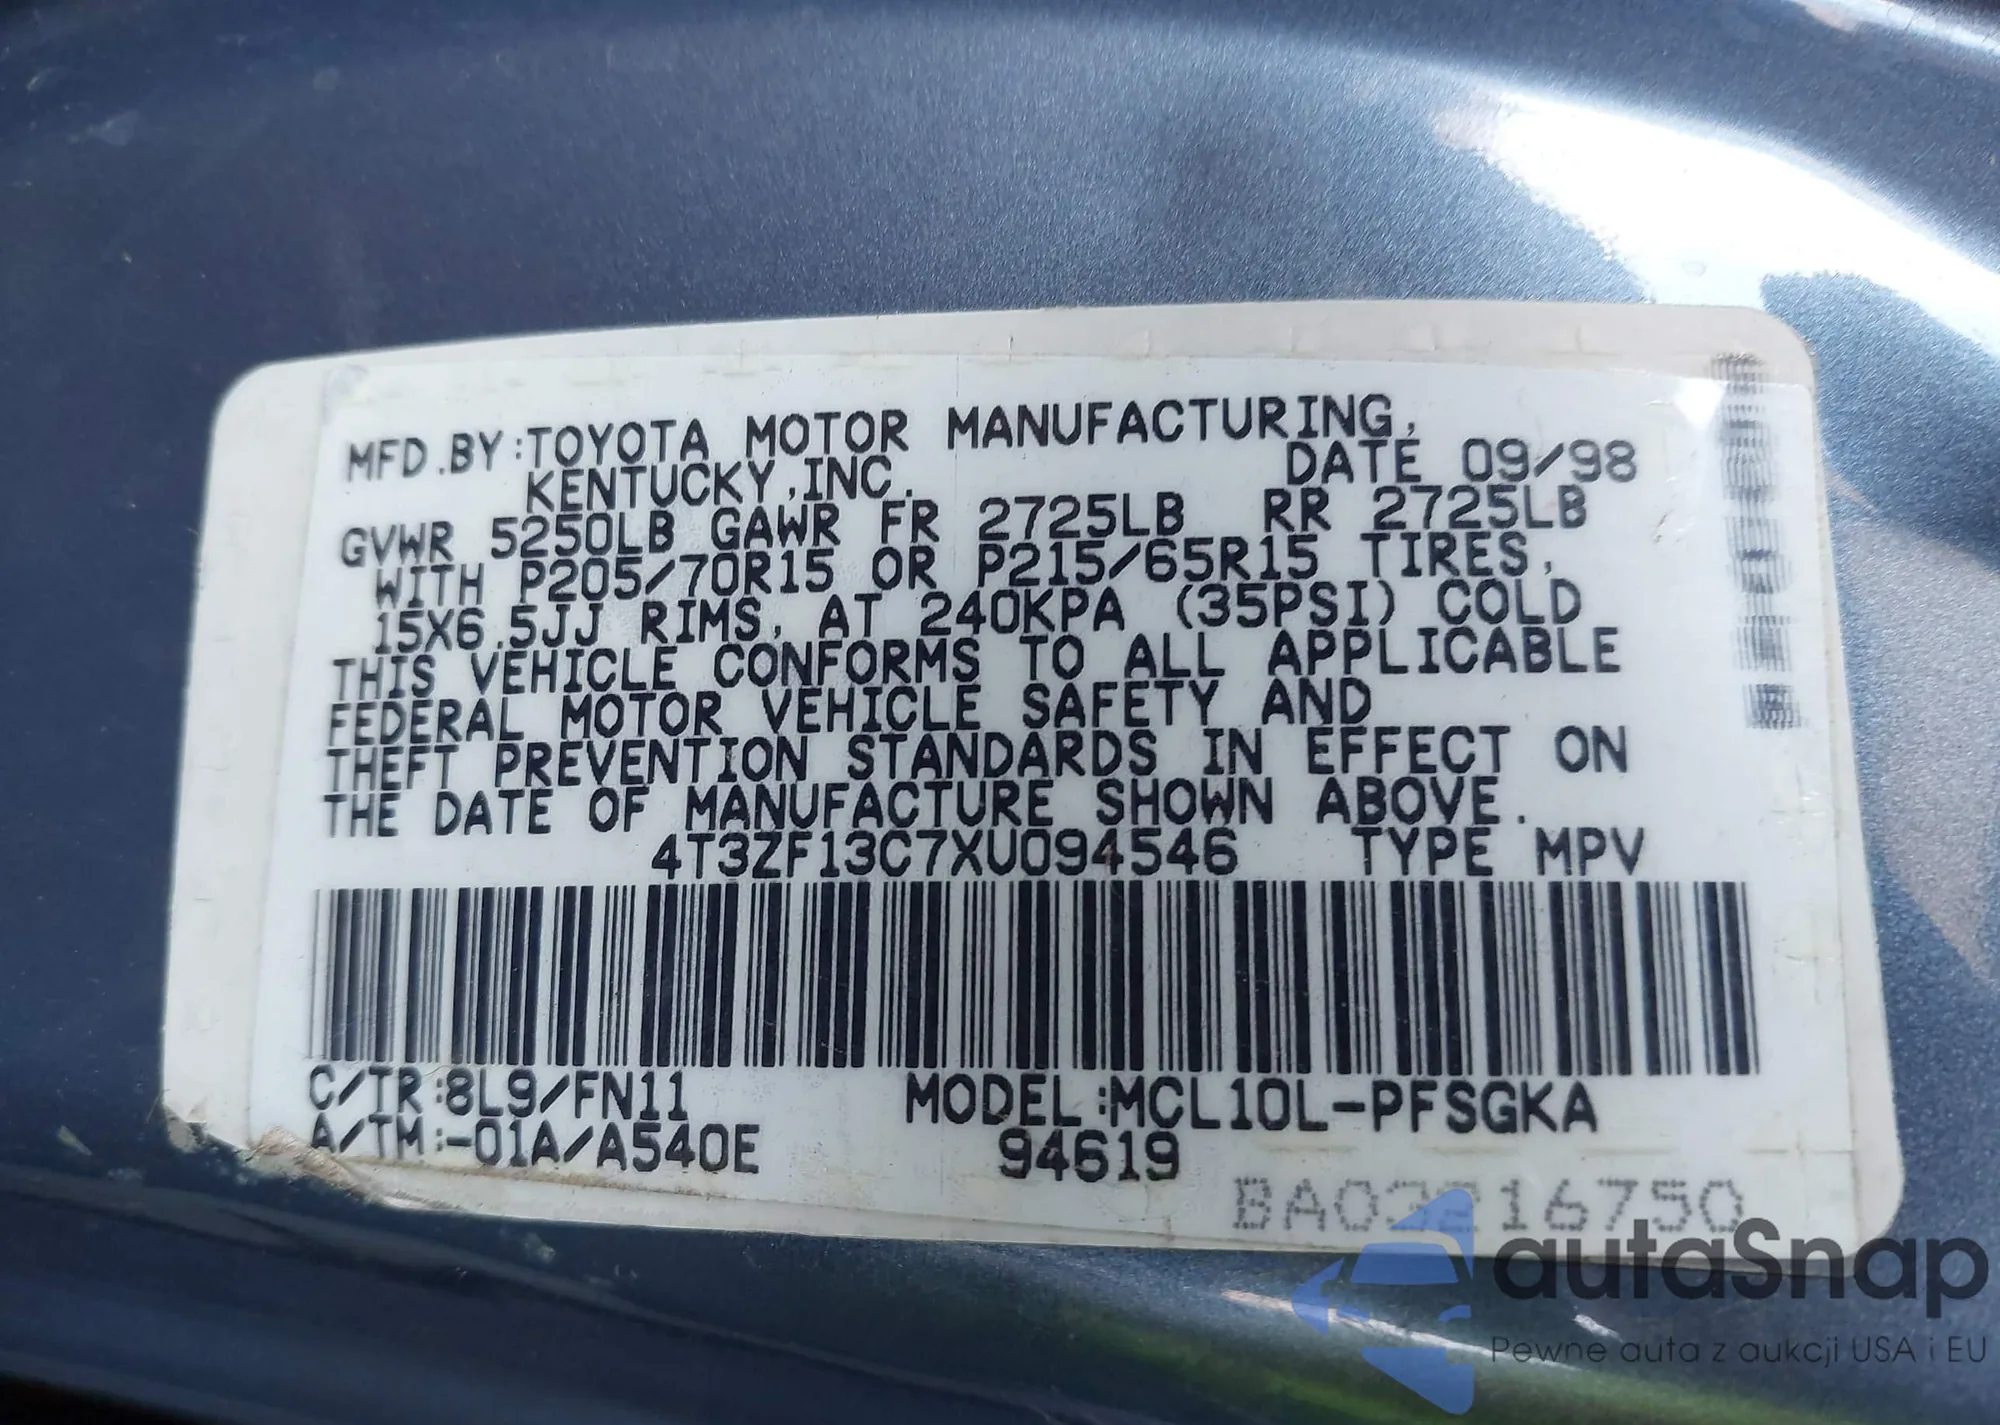 MFD.BY:TOYOTA MOTOR MANUFACTURING,
KENTUCKY,INC. DATE 09/98
GVWR 5250LB GAWR FR 2725LB RR 2725LB
WITH P205/70R15 OR P215/65R15 TIRES,
15X6.5JJ RIMS, AT 240KPA (35PSI) COLD
THIS VEHICLE CONFORMS TO ALL APPLICABLE
FEDERAL MOTOR VEHICLE SAFETY AND
THEFT PREVENTION STANDARDS IN EFFECT ON
THE DATE OF MANUFACTURE SHOWN ABOVE.
4T3ZF13C7XU094546 TYPE MPV
C/TR:8L9/FN11 MODEL:MCL10L-PFSGKA
A/TM:-01A/A540E 94619
BA03216750
autaSnap
Pewne auta z aukcji USA i EU